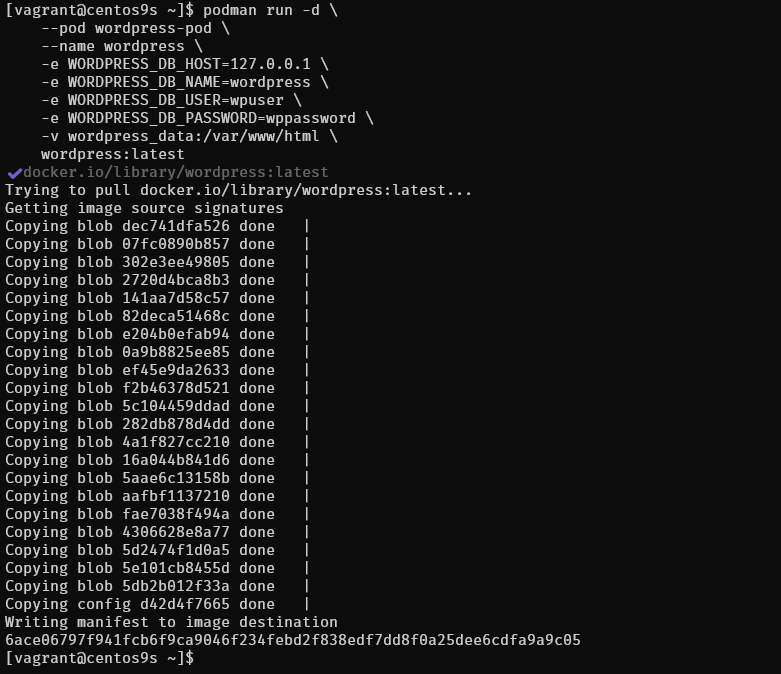 [vagrant@centos9s ~]$ podman run -d \
    --pod wordpress-pod \
    --name wordpress \
    -e WORDPRESS_DB_HOST=127.0.0.1 \
    -e WORDPRESS_DB_NAME=wordpress \
    -e WORDPRESS_DB_USER=wpuser \
    -e WORDPRESS_DB_PASSWORD=wppassword \
    -v wordpress_data:/var/www/html \
    wordpress:latest
✔docker.io/library/wordpress:latest
Trying to pull docker.io/library/wordpress:latest...
Getting image source signatures
Copying blob dec741dfa526 done   |
Copying blob 07fc0890b857 done   |
Copying blob 302e3ee49805 done   |
Copying blob 2720d4bca8b3 done   |
Copying blob 141aa7d58c57 done   |
Copying blob 82deca51468c done   |
Copying blob e204b0efab94 done   |
Copying blob 0a9b8825ee85 done   |
Copying blob ef45e9da2633 done   |
Copying blob f2b46378d521 done   |
Copying blob 5c104459ddad done   |
Copying blob 282db878d4dd done   |
Copying blob 4a1f827cc210 done   |
Copying blob 16a044b841d6 done   |
Copying blob 5aae6c13158b done   |
Copying blob aafbf1137210 done   |
Copying blob fae7038f494a done   |
Copying blob 4306628e8a77 done   |
Copying blob 5d2474f1d0a5 done   |
Copying blob 5e101cb8455d done   |
Copying blob 5db2b012f33a done   |
Copying config d42d4f7665 done   |
Writing manifest to image destination
6ace06797f941fcb6f9ca9046f234febd2f838edf7dd8f0a25dee6cdfa9a9c05
[vagrant@centos9s ~]$